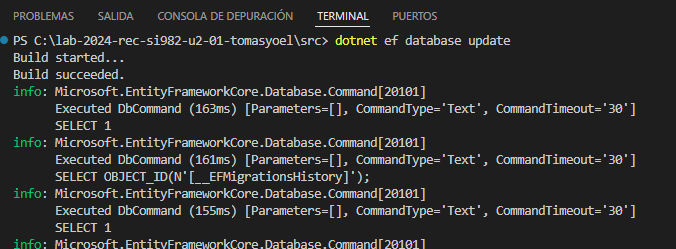 PROBLEMAS SALIDA CONSOLA DE DEPURACIÓN TERMINAL PUERTOS
PS C:\lab-2024-rec-si982-u2-01-tomasyoel\src> dotnet ef database update
Build started...
Build succeeded.
info: Microsoft.EntityFrameworkCore.Database.Command[20101]
Executed DbCommand (163ms) [Parameters=[], CommandType='Text', CommandTimeout='30']
SELECT 1
info: Microsoft.EntityFrameworkCore.Database.Command[20101]
Executed DbCommand (161ms) [Parameters=[], CommandType='Text', CommandTimeout='30']
SELECT OBJECT_ID(N'[__EFMigrationsHistory]');
info: Microsoft.EntityFrameworkCore.Database.Command[20101]
Executed DbCommand (155ms) [Parameters=[], CommandType='Text', CommandTimeout='30']
SELECT 1
info: Microsoft.EntityFrameworkCore.Database.Command[20101]